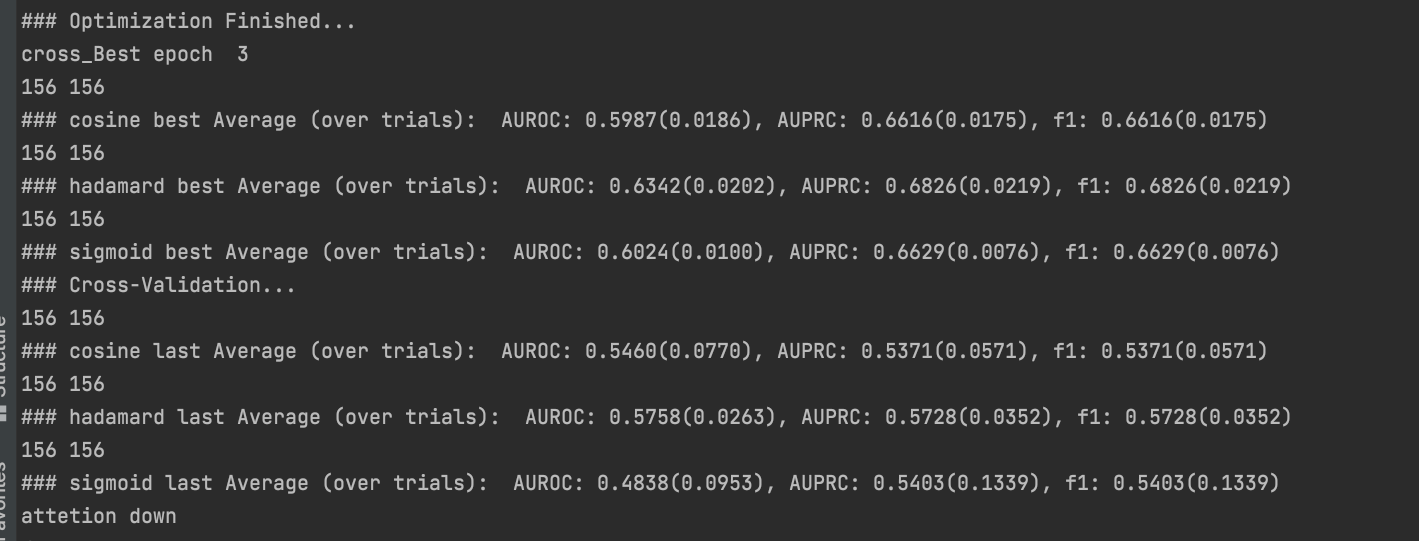 ### Optimization Finished...
cross_Best epoch  3
156 156
### cosine best Average (over trials):  AUROC: 0.5987(0.0186), AUPRC: 0.6616(0.0175), f1: 0.6616(0.0175)
156 156
### hadamard best Average (over trials):  AUROC: 0.6342(0.0202), AUPRC: 0.6826(0.0219), f1: 0.6826(0.0219)
156 156
### sigmoid best Average (over trials):  AUROC: 0.6024(0.0100), AUPRC: 0.6629(0.0076), f1: 0.6629(0.0076)
### Cross-Validation...
156 156
### cosine last Average (over trials):  AUROC: 0.5460(0.0770), AUPRC: 0.5371(0.0571), f1: 0.5371(0.0571)
156 156
### hadamard last Average (over trials):  AUROC: 0.5758(0.0263), AUPRC: 0.5728(0.0352), f1: 0.5728(0.0352)
156 156
### sigmoid last Average (over trials):  AUROC: 0.4838(0.0953), AUPRC: 0.5403(0.1339), f1: 0.5403(0.1339)
attetion down
Structure
Favorites